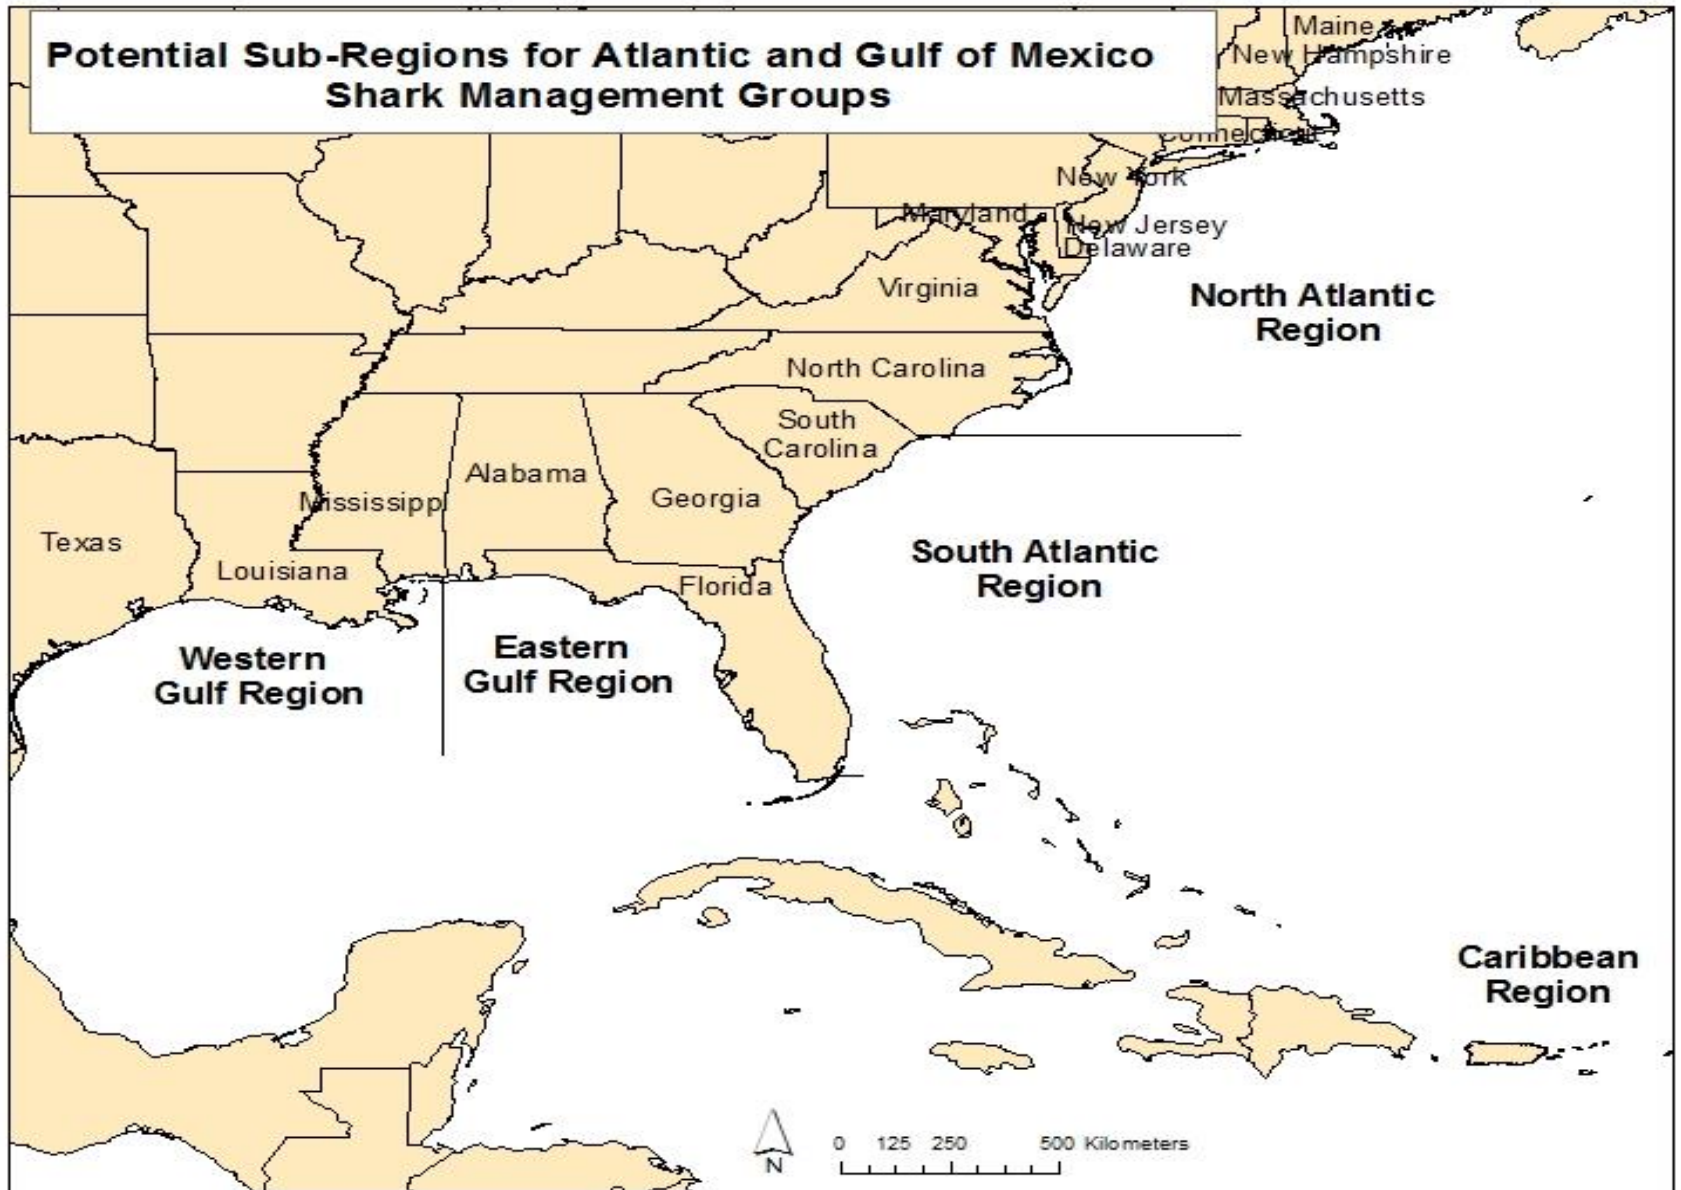 Potential Sub-Regions for Atlantic and Gulf of Mexico
Shark Management Groups
Maine
New Hampshire
Massachusetts
Connecticut
New York
Maryland
New Jersey
Delaware
Virginia
North Atlantic
Region
North Carolina
South
Carolina
Alabama
Mississipp
Georgia
Texas
Louisiana
Florida
South Atlantic
Region
Western
Gulf Region
Eastern
Gulf Region
Caribbean
Region
N
0 125 250 500 Kilometers